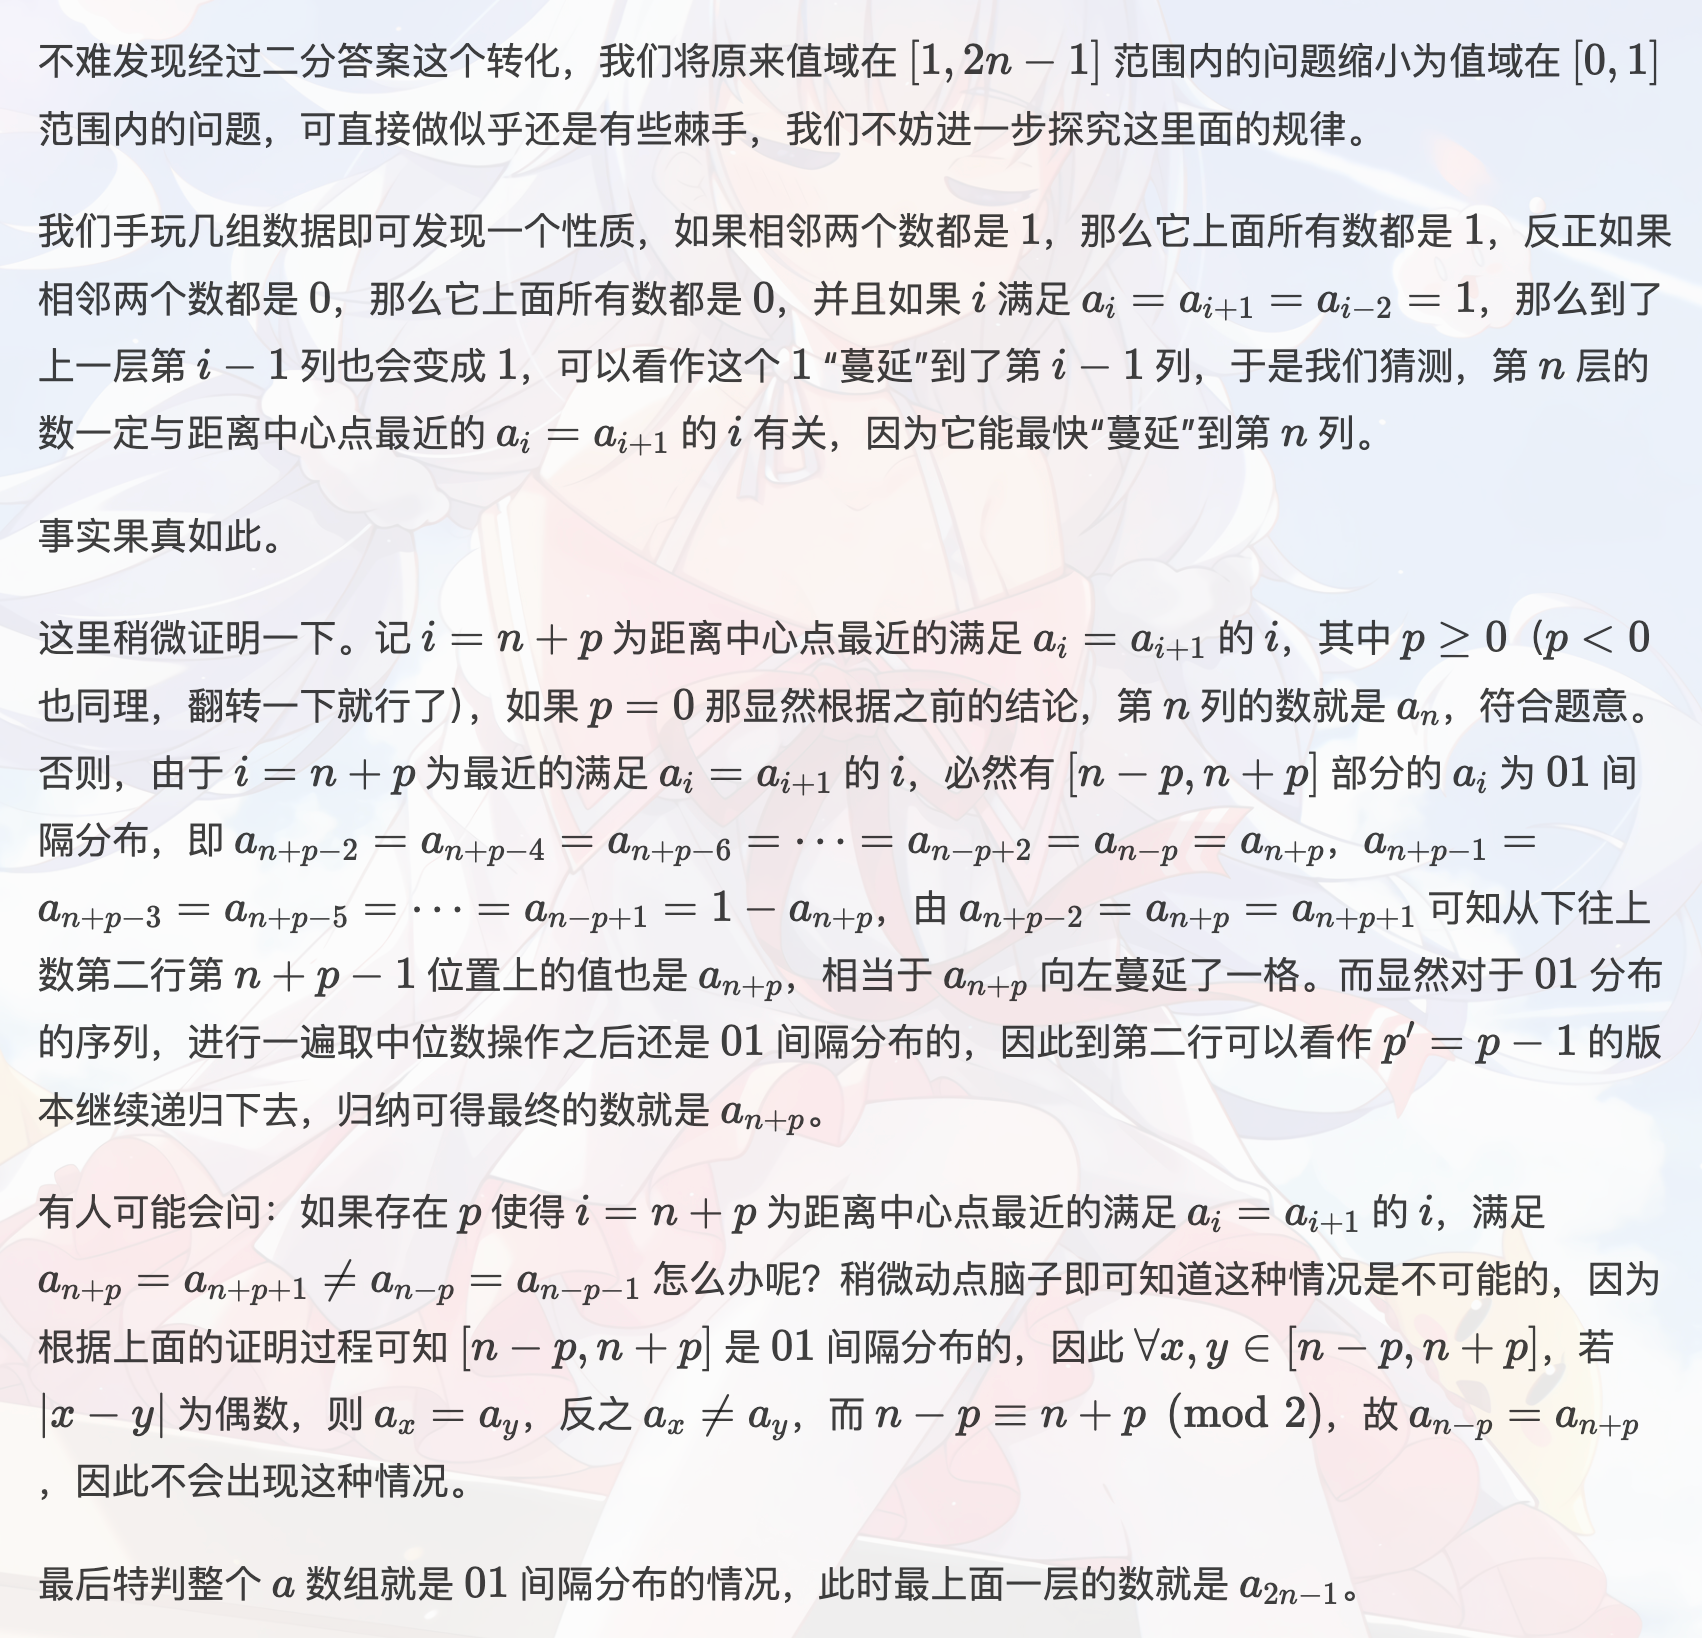 不难发现经过二分答案这个转化，我们将原来值域在 [1, 2n − 1] 范围内的问题缩小为值域在 [0, 1]
范围内的问题，可直接做似乎还是有些棘手，我们不妨进一步探究这里面的规律。
我们手玩几组数据即可发现一个性质，如果相邻两个数都是 1，那么它上面所有数都是 1，反正如果
相邻两个数都是 0，那么它上面所有数都是 0，并且如果 i 满足 a_i = a_{i+1} = a_{i−2} = 1，那么到了
上一层第 i − 1 列也会变成 1，可以看作这个 1 “蔓延”到了第 i − 1 列，于是我们猜测，第 n 层的
数一定与距离中心点最近的 a_i = a_{i+1} 的 i 有关，因为它能最快“蔓延”到第 n 列。
事实果真如此。
这里稍微证明一下。记 i = n + p 为距离中心点最近的满足 a_i = a_{i+1} 的 i，其中 p ≥ 0（p < 0
也同理，翻转一下就行了），如果 p = 0 那显然根据之前的结论，第 n 列的数就是 a_n，符合题意。
否则，由于 i = n + p 为最近的满足 a_i = a_{i+1} 的 i，必然有 [n − p, n + p] 部分的 a_i 为 01 间
隔分布，即 a_{n+p−2} = a_{n+p−4} = a_{n+p−6} = ⋯ = a_{n−p+2} = a_{n−p} = a_{n+p}，a_{n+p−1} =
a_{n+p−3} = a_{n+p−5} = ⋯ = a_{n−p+1} = 1 − a_{n+p}，由 a_{n+p−2} = a_{n+p} = a_{n+p+1} 可知从下往上
数第二行第 n + p − 1 位置上的值也是 a_{n+p}，相当于 a_{n+p} 向左蔓延了一格。而显然对于 01 分布
的序列，进行一遍取中位数操作之后还是 01 间隔分布的，因此到第二行可以看作 p′ = p − 1 的版
本继续递归下去，归纳可得最终的数就是 a_{n+p}。
有人可能会问：如果存在 p 使得 i = n + p 为距离中心点最近的满足 a_i = a_{i+1} 的 i，满足
a_{n+p} = a_{n+p+1} ≠ a_{n−p} = a_{n−p−1} 怎么办呢？稍微动点脑子即可知道这种情况是不可能的，因为
根据上面的证明过程可知 [n − p, n + p] 是 01 间隔分布的，因此 ∀x, y ∈ [n − p, n + p]，若
|x − y| 为偶数，则 a_x = a_y，反之 a_x ≠ a_y，而 n − p ≡ n + p (mod 2)，故 a_{n−p} = a_{n+p}
，因此不会出现这种情况。
最后特判整个 a 数组就是 01 间隔分布的情况，此时最上面一层的数就是 a_{2n−1}。